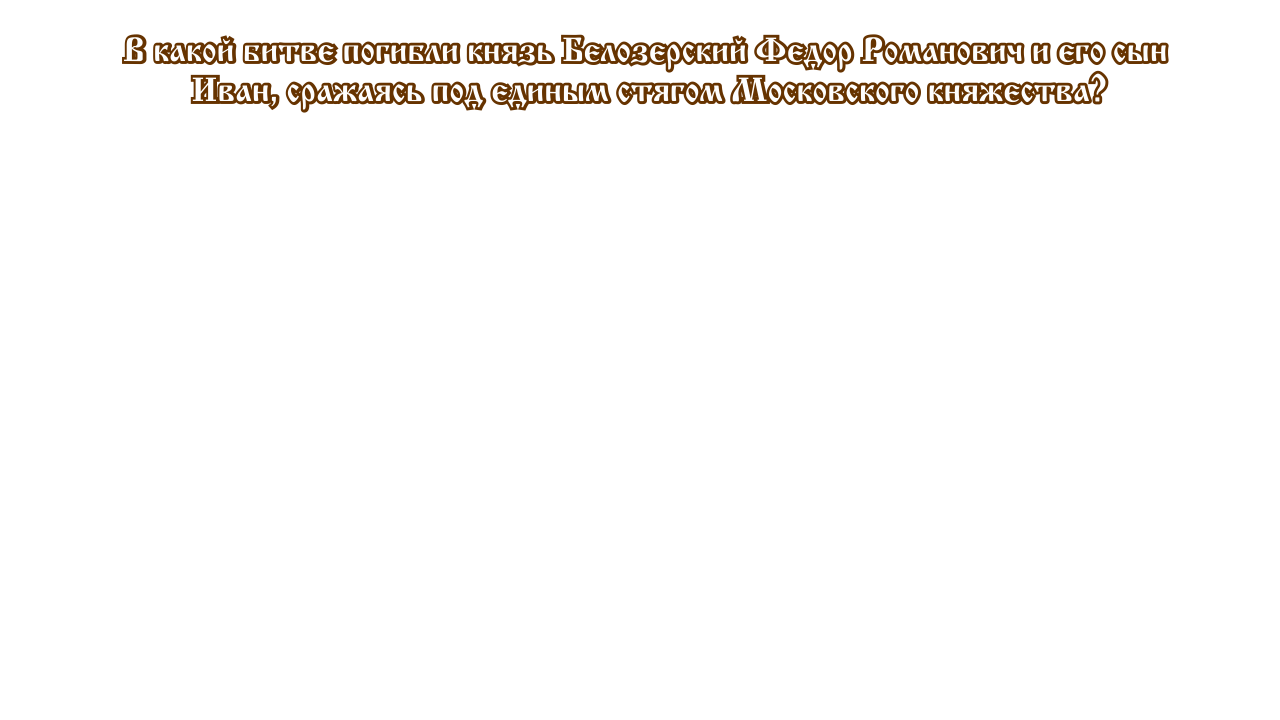 В какой битве погибли князь Белозерский Федор Романович и его сын
Иван, сражаясь под единым стягом Московского княжества?